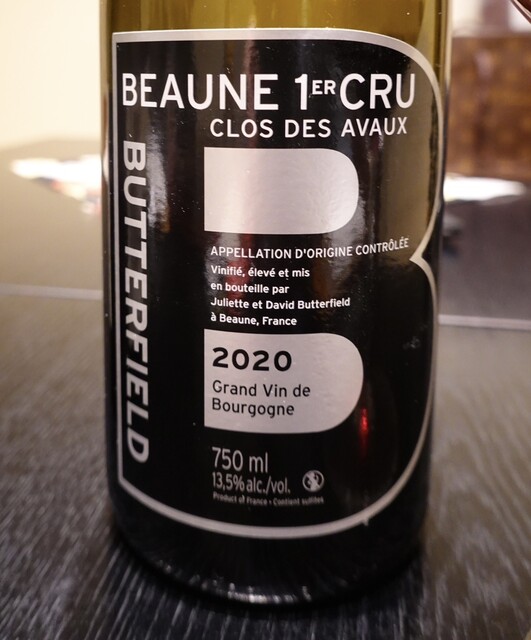 BEAUNE 1ER CRU
CLOS DES AVAUX
BUTTERFIELD
APPELLATION D'ORIGINE CONTRÔLÉE
Vinifié, élevé et mis
en bouteille par
Juliette et David Butterfield
à Beaune, France
2020
Grand Vin de
Bourgogne
750 ml
13,5% alc./vol.
Product of France • Contient sulfites